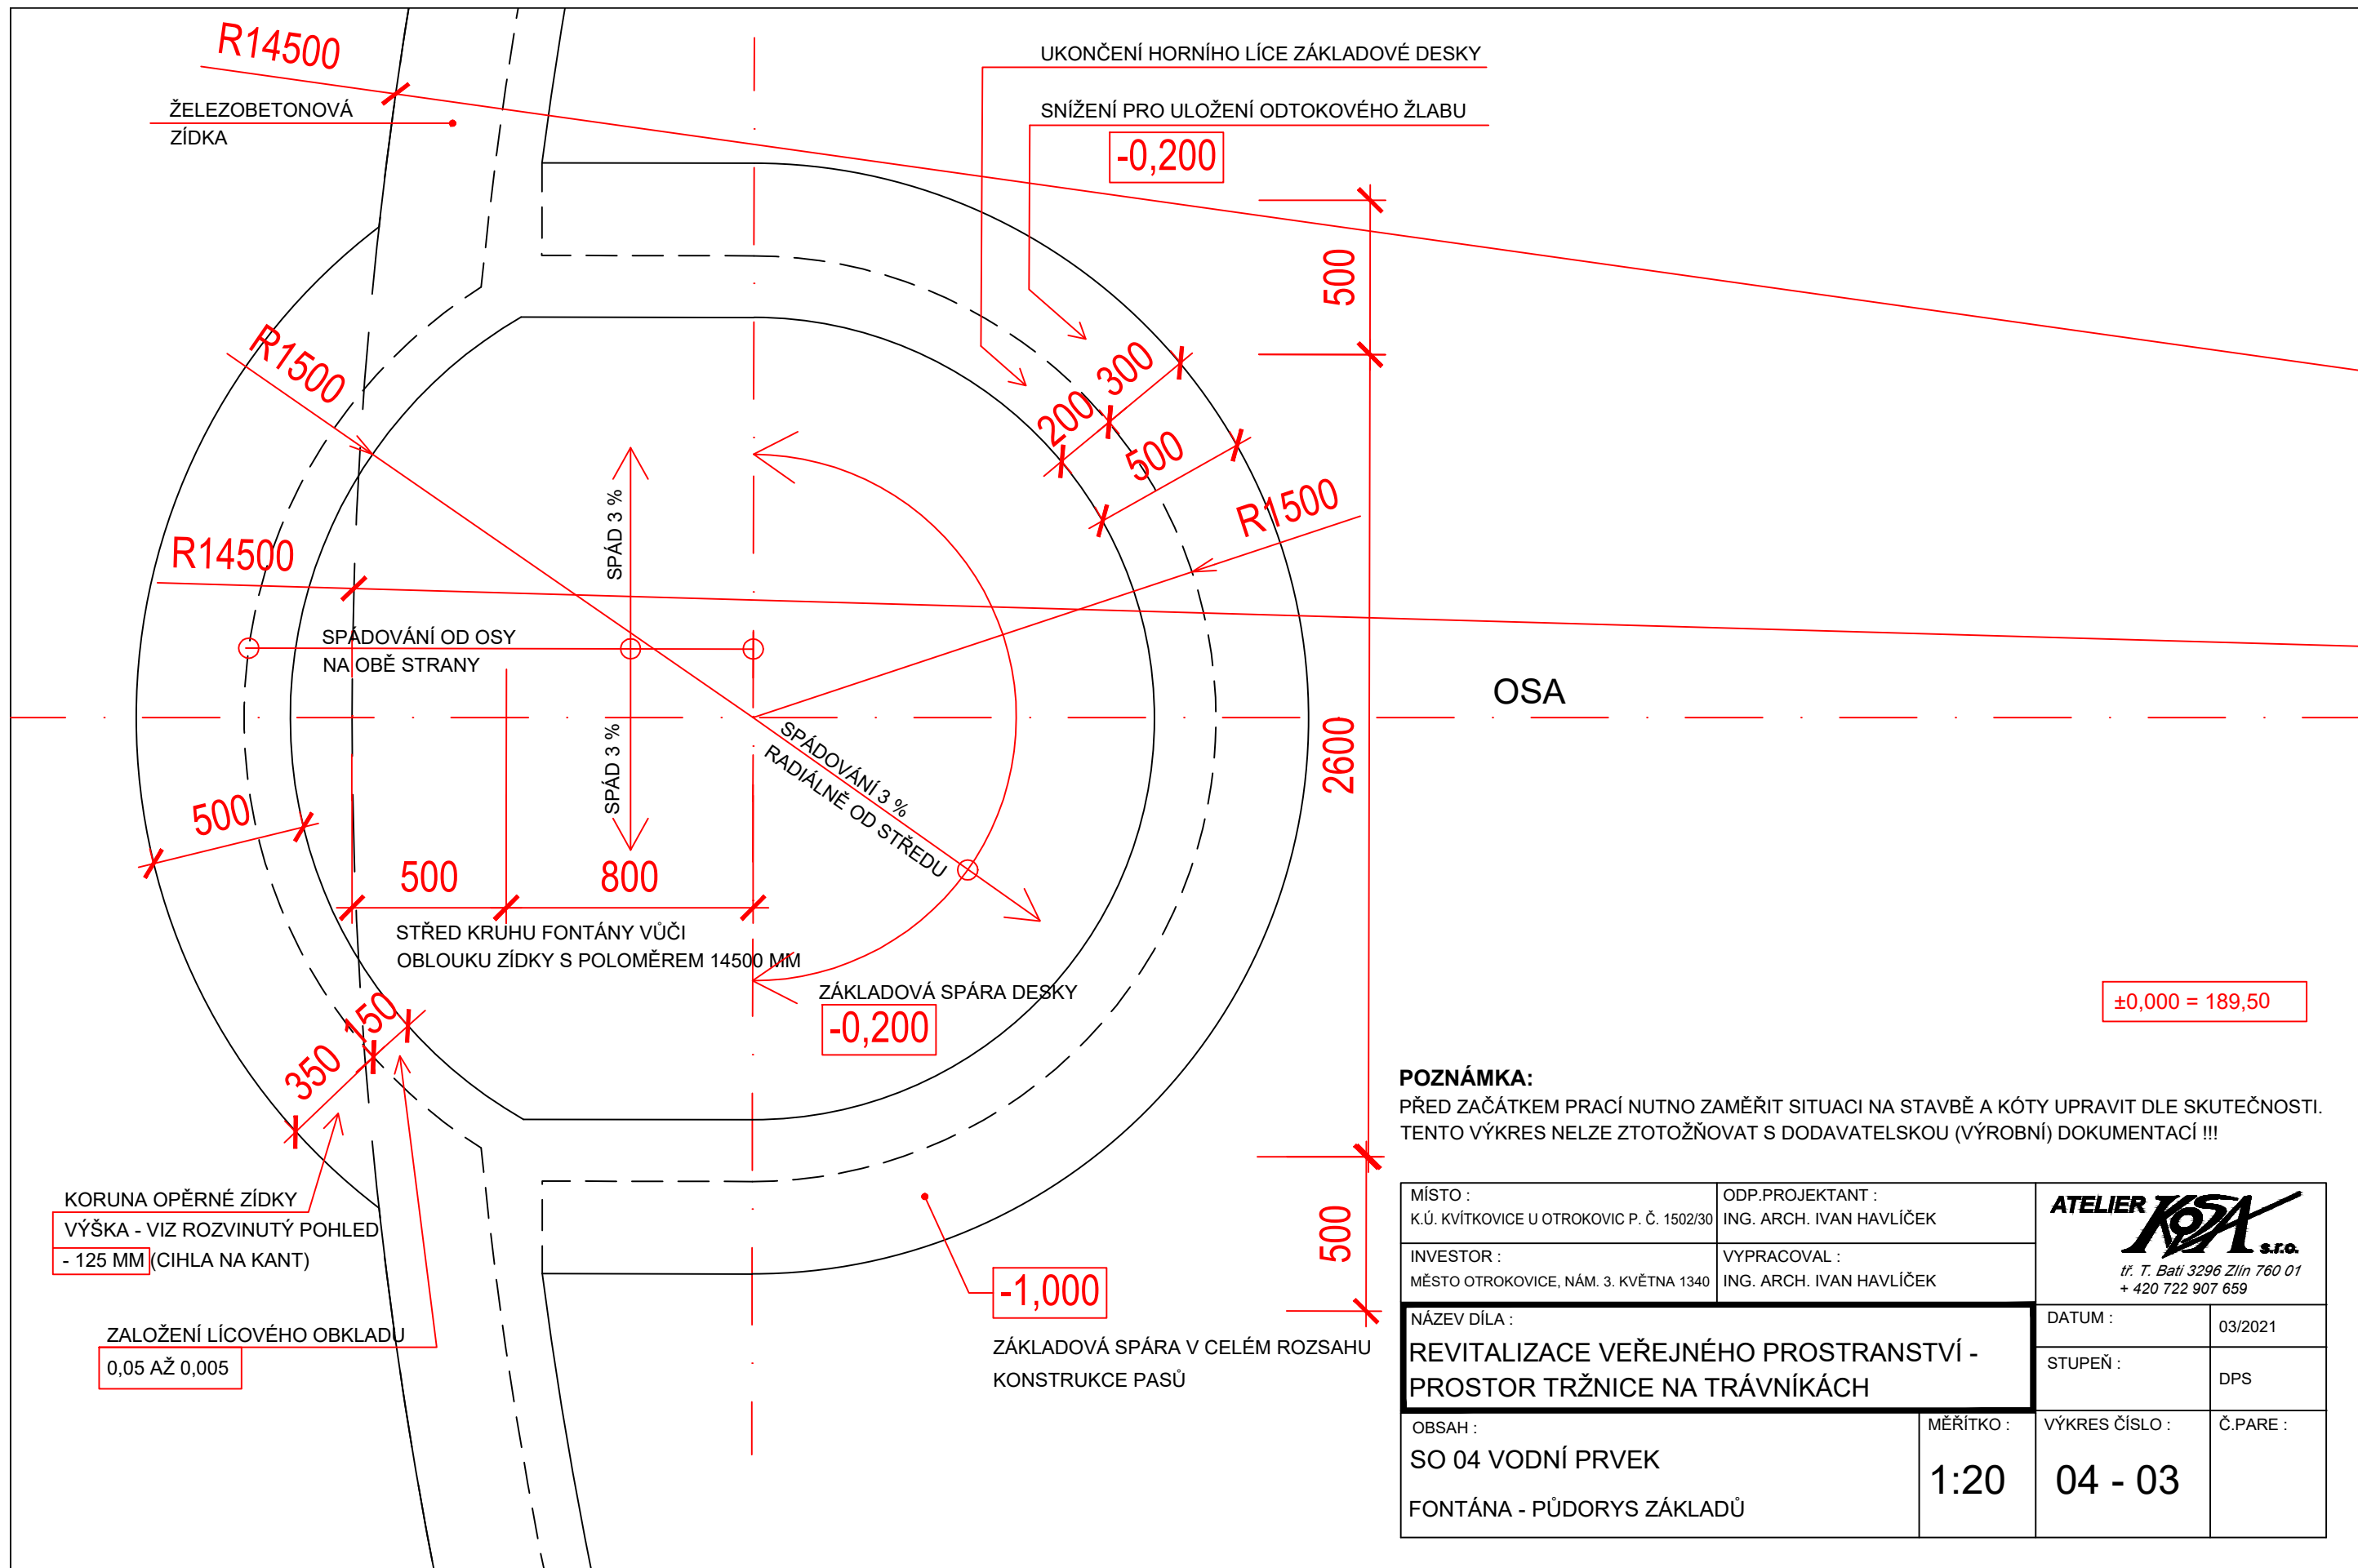 R14500
ŽELEZOBETONOVÁ
ZÍDKA
UKONČENÍ HORNÍHO LÍCE ZÁKLADOVÉ DESKY
SNÍŽENÍ PRO ULOŽENÍ ODTOKOVÉHO ŽLABU
-0,200
500
R1500
200
300
500
R1500
SPÁD 3 %
R14500
SPÁDOVÁNÍ OD OSY
NA OBĚ STRANY
OSA
2600
SPÁD 3 %
SPÁDOVÁNÍ 3 %
RADIÁLNĚ OD STŘEDU
500
500
800
STŘED KRUHU FONTÁNY VŮČI
OBLOUKU ZÍDKY S POLOMĚREM 14500 MM
ZÁKLADOVÁ SPÁRA DESKY
-0,200
150
350
±0,000 = 189,50
POZNÁMKA:
PŘED ZAČÁTKEM PRACÍ NUTNO ZAMĚŘIT SITUACI NA STAVBĚ A KÓTY UPRAVIT DLE SKUTEČNOSTI.
TENTO VÝKRES NELZE ZTOTOŽŇOVAT S DODAVATELSKOU (VÝROBNÍ) DOKUMENTACÍ !!!
KORUNA OPĚRNÉ ZÍDKY
VÝŠKA - VIZ ROZVINUTÝ POHLED
- 125 MM (CIHLA NA KANT)
ZALOŽENÍ LÍCOVÉHO OBKLADU
0,05 AŽ 0,005
500
-1,000
ZÁKLADOVÁ SPÁRA V CELÉM ROZSAHU
KONSTRUKCE PASŮ
MÍSTO :
K.Ú. KVÍTKOVICE U OTROKOVIC P. Č. 1502/30
ODP.PROJEKTANT :
ING. ARCH. IVAN HAVLÍČEK
INVESTOR :
MĚSTO OTROKOVICE, NÁM. 3. KVĚTNA 1340
VYPRACOVAL :
ING. ARCH. IVAN HAVLÍČEK
ATELIER KOSA s.r.o.
tř. T. Bati 3296 Zlín 760 01
+ 420 722 907 659
NÁZEV DÍLA :
REVITALIZACE VEŘEJNÉHO PROSTRANSTVÍ -
PROSTOR TRŽNICE NA TRÁVNÍKÁCH
DATUM :
03/2021
STUPEŇ :
DPS
OBSAH :
SO 04 VODNÍ PRVEK
FONTÁNA - PŮDORYS ZÁKLADŮ
MĚŘÍTKO :
1:20
VÝKRES ČÍSLO :
04 - 03
Č.PARE :